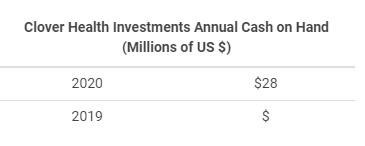 Clover Health Investments Annual Cash on Hand
(Millions of US $)
2020 $28
2019 $